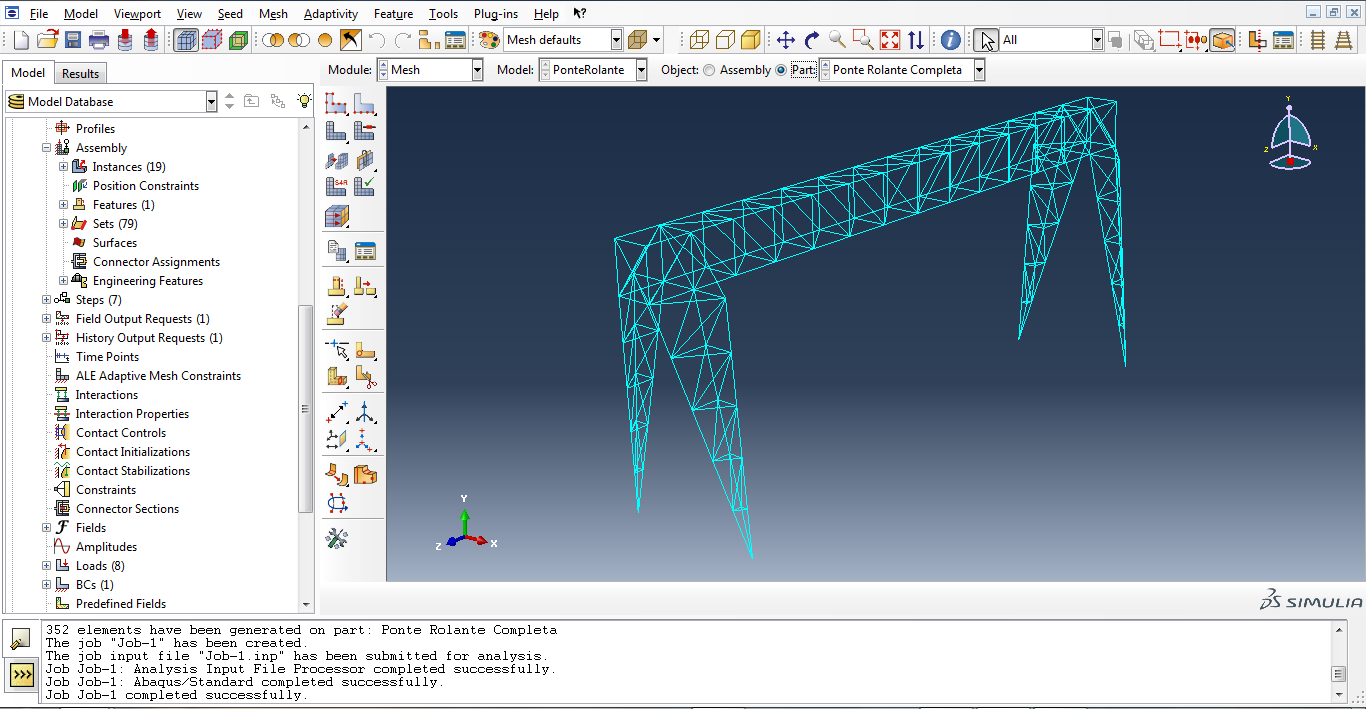 File Model Viewport View Seed Mesh Adaptivity Feature Tools Plug-ins Help
Mesh defaults All
Model Results
Module: Mesh Model: PonteRolante Object: Assembly Part: Ponte Rolante Completa
Model Database
Profiles
Assembly
Instances (19)
Position Constraints
Features (1)
Sets (79)
Surfaces
Connector Assignments
Engineering Features
Steps (7)
Field Output Requests (1)
History Output Requests (1)
Time Points
ALE Adaptive Mesh Constraints
Interactions
Interaction Properties
Contact Controls
Contact Initializations
Contact Stabilizations
Constraints
Connector Sections
Fields
Amplitudes
Loads (8)
BCs (1)
Predefined Fields
S4R
Y
Z X
Y
Z X
SIMULIA
352 elements have been generated on part: Ponte Rolante Completa
The job "Job-1" has been created.
The job input file "Job-1.inp" has been submitted for analysis.
Job Job-1: Analysis Input File Processor completed successfully.
Job Job-1: Abaqus/Standard completed successfully.
Job Job-1 completed successfully.
>>>